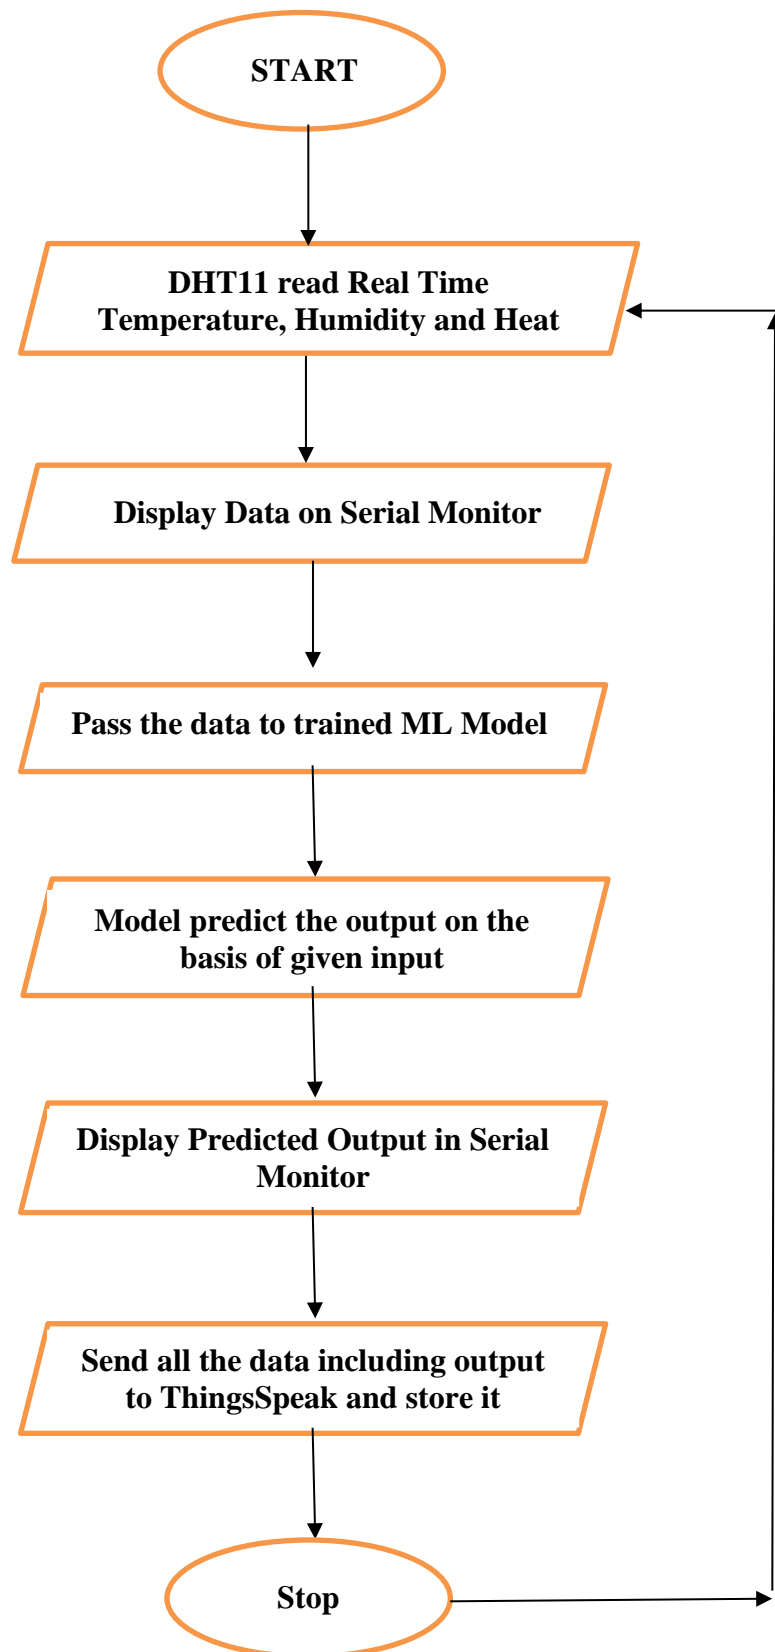 START
DHT11 read Real Time
Temperature, Humidity and Heat
Display Data on Serial Monitor
Pass the data to trained ML Model
Model predict the output on the
basis of given input
Display Predicted Output in Serial
Monitor
Send all the data including output
to ThingsSpeak and store it
Stop